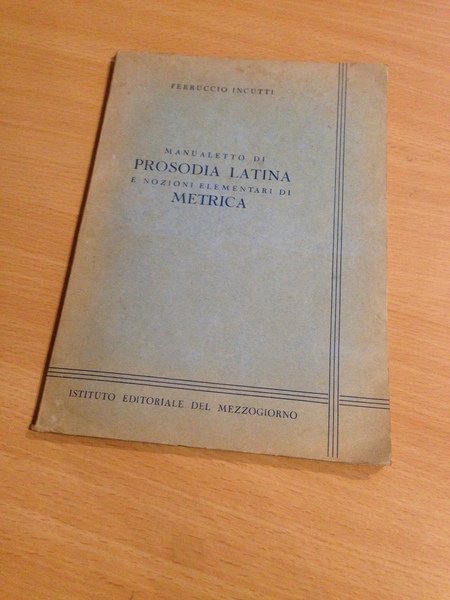 FERRUCCIO INCUTTI
MANUALETTO DI
PROSODIA LATINA
E NOZIONI ELEMENTARI DI
METRICA
ISTITUTO EDITORIALE DEL MEZZOGIORNO